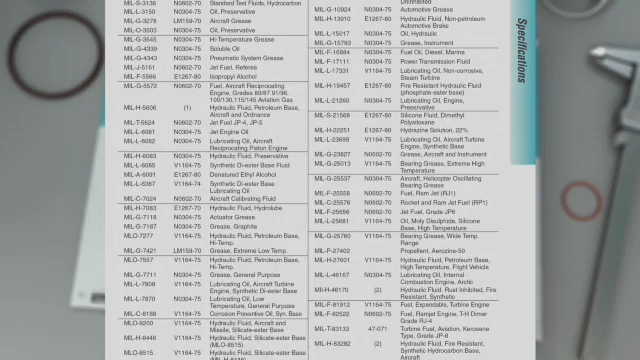 MIL-S-3136 N0602-70 Standard Test Fluids, Hydrocarbon
MIL-L-3150 N0304-75 Oil, Preservative
MIL-G-3278 LM159-70 Aircraft Grease
MIL-O-3503 N0304-75 Oil, Preservative
MIL-G-3545 N0304-75 Hi-Temperature Grease
MIL-G-4339 N0304-75 Soluble Oil
MIL-G-4343 N0304-75 Pneumatic System Grease
MIL-J-5161 N0602-70 Jet Fuel, Referee
MIL-F-5566 E1267-80 Isopropyl Alcohol
MIL-G-5572 N0602-70 Fuel, Aircraft Reciprocating
Engine, Grades 80/87 91/96,
100/130,115/145 Aviation Gas
MIL-H-5606 (1) Hydraulic Fluid, Petroleum Base,
Aircraft and Ordnance
MIL-T-5624 N0602-70 Jet Fuel JP-4, JP-5
MIL-L-6081 N0304-75 Jet Engine Oil
MIL-L-6082 N0304-75 Lubricating Oil, Aircraft
Reciprocating Piston Engine
MIL-H-6083 N0304-75 Hydraulic Fluid, Preservative
MIL-L-6085 V1164-75 Synthetic Di-ester Base Fluid
MIL-A-6091 E1267-80 Denatured Ethyl Alcohol
MIL-L-6387 V1164-74 Synthetic Di-ester Base
Lubricating Oil
MIL-C-7024 N0602-70 Aircraft Calibrating Fluid
MIL-H-7083 E1267-70 Hydraulic Fluid, Hydrolube
MIL-G-7118 N0304-75 Actuator Grease
MIL-G-7187 N0304-75 Grease, Graphite
MLO-7277 V1164-75 Hydraulic Fluid, Petroleum Base,
Hi-Temp.
MIL-G-7421 LM159-70 Grease, Extreme Low Temp.
MLO-7557 V1164-75 Hydraulic Fluid, Petroleum Base,
Hi-Temp.
MIL-G-7711 N0304-75 Grease, General Purpose
MIL-L-7808 V1164-75 Lubricating Oil, Aircraft Turbine
Engine, Synthetic Di-ester Base
MIL-L-7870 N0304-75 Lubricating Oil, Low
Temperature, General Purpose
MIL-C-8188 V1164-75 Corrosion Preventive Oil, Syn. Base
MLO-8200 V1164-75 Hydraulic Fluid, Aircraft and
Missile, Silicate-ester Base
MIL-H-8446 V1164-75 Hydraulic Fluid, Silicate-ester Base
(MLO-8515)
MLO-8515 V1164-75 Hydraulic Fluid, Silicate-ester Base
(MIL-H-8446)
Uninhibited
MIL-G-10924 N0304-75 Automotive Grease
MIL-H-13910 E1267-80 Hydraulic Fluid, Non-petroleum
Automotive Brake
MIL-L-15017 N0304-75 Oil, Hydraulic
MIL-G-15793 N0304-75 Grease, Instrument
MIL-F-16884 N0304-75 Fuel Oil, Diesel, Marine
MIL-F-17111 N0304-75 Power Transmission Fluid
MIL-L-17331 V1164-75 Lubricating Oil, Non-corrosive,
Steam Turbine
MIL-H-19457 E1267-80 Fire Resistant Hydraulic Fluid
(phosphate-ester base)
MIL-L-21260 N0304-75 Lubricating Oil, Engine,
Preservative
MIL-S-21568 E1267-80 Silicone Fluid, Dimethyl
Polysiloxane
MIL-H-22251 E1267-80 Hydrazine Solution, 22%
MIL-L-23699 V1164-75 Lubricating Oil, Aircraft Turbine
Engine, Synthetic Base
MIL-G-23827 N0602-70 Grease, Aircraft and Instrument
MIL-G-25013 V1164-75 Bearing Grease, Extreme High
Temperature
MIL-G-25537 N0304-75 Aircraft, Helicopter Oscillating
Bearing Grease
MIL-F-25558 N0602-70 Fuel, Ram Jet (RJ1)
MIL-C-25576 N0602-70 Rocket and Ram Jet Fuel (RP1)
MIL-F-25656 N0602-70 Jet Fuel, Grade JP6
MIL-L-25681 V1164-75 Oil, Moly Disulphide, Silicone
Base, High Temperature
MIL-G-25760 V1164-75 Bearing Grease, Wide Temp.
Range
MIL-P-27402 Propellent, Aerozine-50
MIL-H-27601 V1164-75 Hydraulic Fluid, Petroleum Base,
High Temperature, Flight Vehicle
MIL-L-46167 N0304-75 Lubricating Oil, Internal
Combustion Engine, Arctic
Mil-H-46170 (2) Hydraulic Fluid, Rust Inhibited, Fire
Resistant, Synthetic
MIL-F-81912 V1164-75 Fuel, Expendable, Turbine Engine
MIL-F-82522 N0602-70 Fuel, Ramjet Engine, T-H Dimer
Grade RJ-4
MIL-T-83133 47-071 Turbine Fuel, Aviation, Kerosene
Type, Grade JP-8
MIL-H-83282 (2) Hydraulic Fluid, Fire Resistant,
Synthetic Hydrocarbon Base,
Aircraft
Specifications